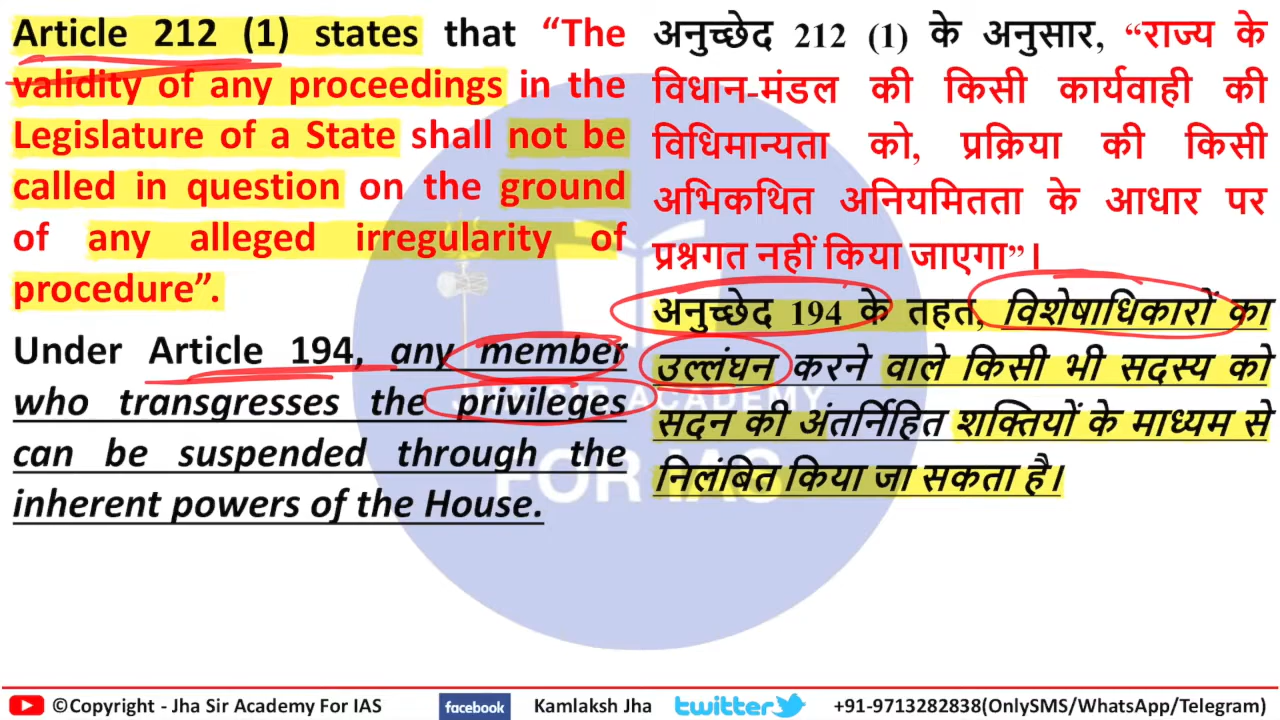 Article 212 (1) states that “The
validity of any proceedings in the
Legislature of a State shall not be
called in question on the ground
of any alleged irregularity of
procedure”.
Under Article 194, any member
who transgresses the privileges
can be suspended through the
inherent powers of the House.
अनुच्छेद 212 (1) के अनुसार, “राज्य के
विधान-मंडल की किसी कार्यवाही की
विधिमान्यता को, प्रक्रिया की किसी
अभिकथित अनियमितता के आधार पर
प्रश्नगत नहीं किया जाएगा”।
अनुच्छेद 194 के तहत, विशेषाधिकारों का
उल्लंघन करने वाले किसी भी सदस्य को
सदन की अंतर्निहित शक्तियों के माध्यम से
निलंबित किया जा सकता है।
JHA SIR ACADEMY
FOR IAS
©Copyright - Jha Sir Academy For IAS
facebook
Kamlaksh Jha
twitter
+91-9713282838(OnlySMS/WhatsApp/Telegram)